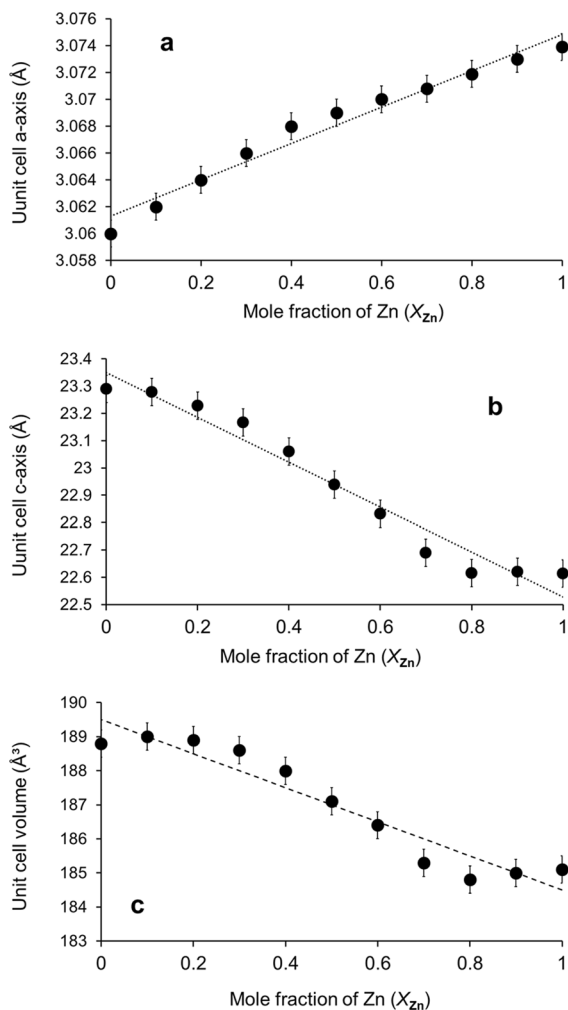 3.076
3.074
3.072
3.07
3.068
3.066
3.064
3.062
3.06
3.058
Uunit cell a-axis (Å)
a
0 0.2 0.4 0.6 0.8 1
Mole fraction of Zn (XZn)
23.4
23.3
23.2
23.1
23
22.9
22.8
22.7
22.6
22.5
Uunit cell c-axis (Å)
b
0 0.2 0.4 0.6 0.8 1
Mole fraction of Zn (XZn)
190
189
188
187
186
185
184
183
Unit cell volume (Å³)
c
0 0.2 0.4 0.6 0.8 1
Mole fraction of Zn (XZn)